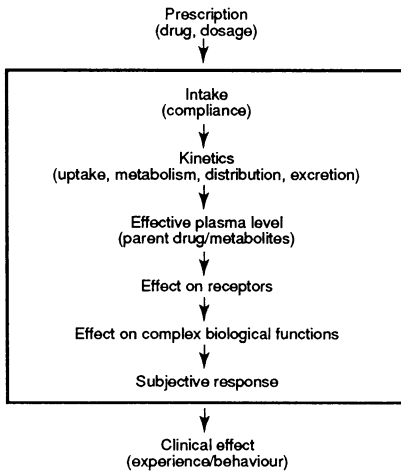 Prescription
(drug, dosage)
Intake
(compliance)
Kinetics
(uptake, metabolism, distribution, excretion)
Effective plasma level
(parent drug/metabolites)
Effect on receptors
Effect on complex biological functions
Subjective response
Clinical effect
(experience/behaviour)